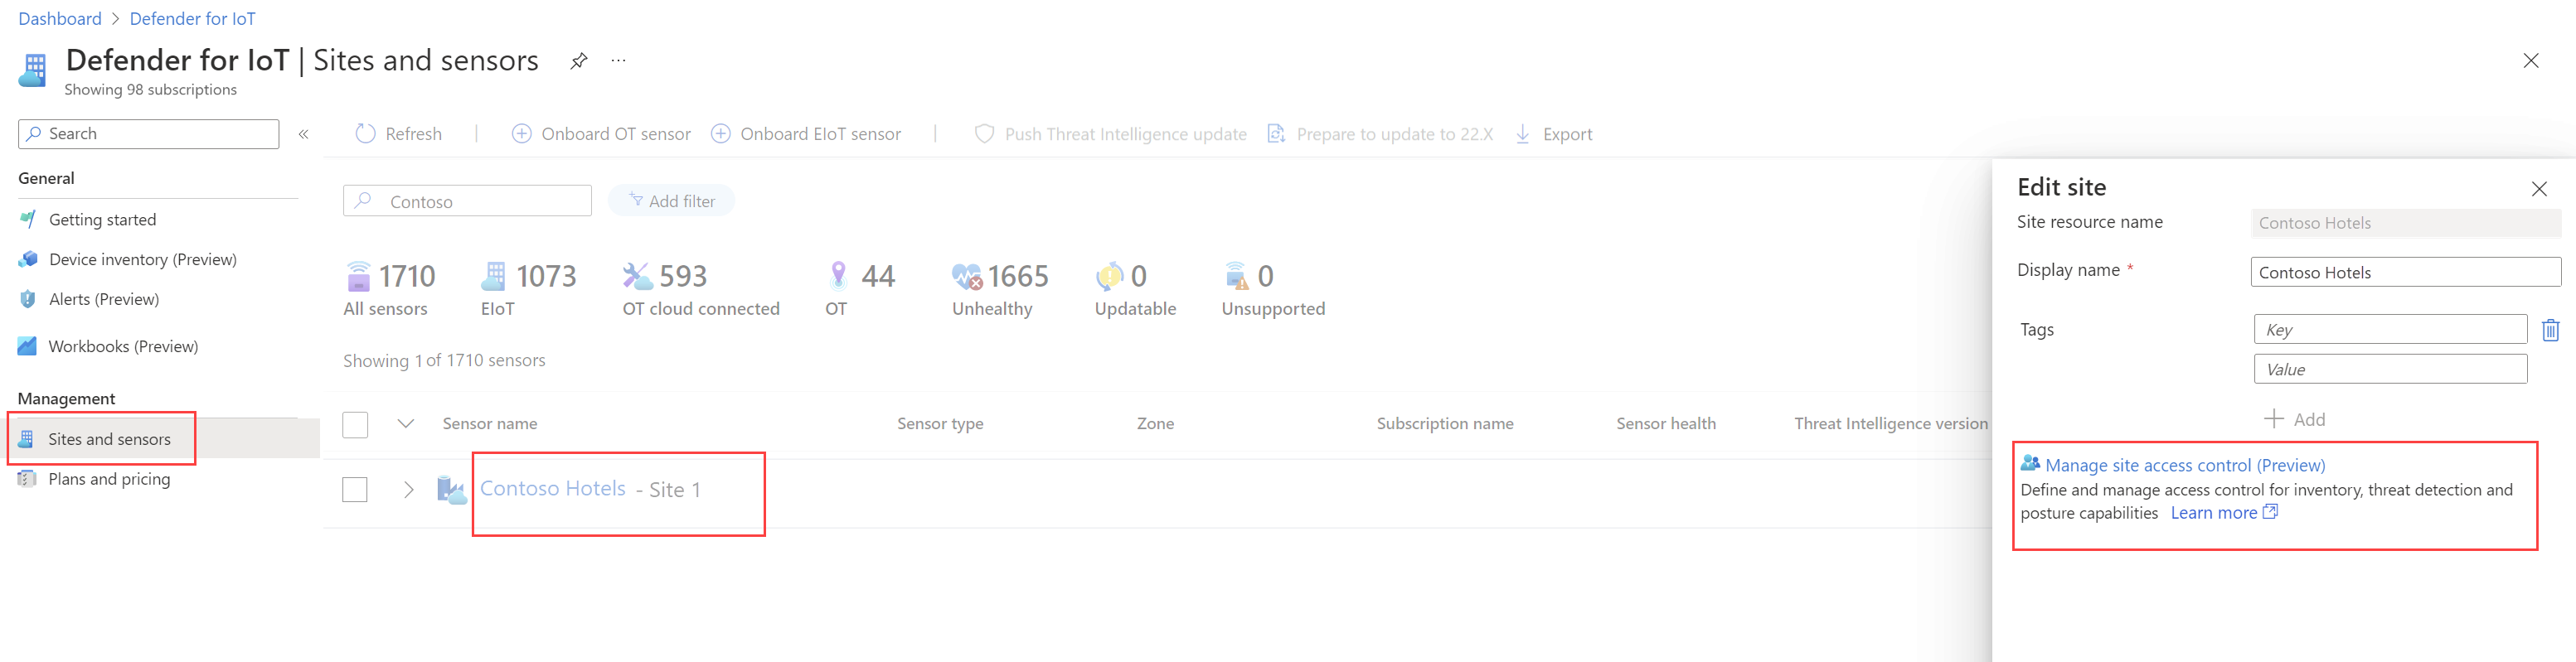 Dashboard > Defender for IoT
Defender for IoT | Sites and sensors ...
Showing 98 subscriptions
Search «
Refresh | Onboard OT sensor Onboard EIoT sensor | Push Threat Intelligence update Prepare to update to 22.X Export
General
Getting started
Device inventory (Preview)
Alerts (Preview)
Workbooks (Preview)
Management
Sites and sensors
Plans and pricing
Contoso Add filter
1710 1073 593 44 1665 0 0
All sensors EIoT OT cloud connected OT Unhealthy Updatable Unsupported
Showing 1 of 1710 sensors
Sensor name Sensor type Zone Subscription name Sensor health Threat Intelligence version
Contoso Hotels - Site 1
Edit site
Site resource name Contoso Hotels
Display name * Contoso Hotels
Tags Key
Value
+ Add
Manage site access control (Preview)
Define and manage access control for inventory, threat detection and
posture capabilities Learn more